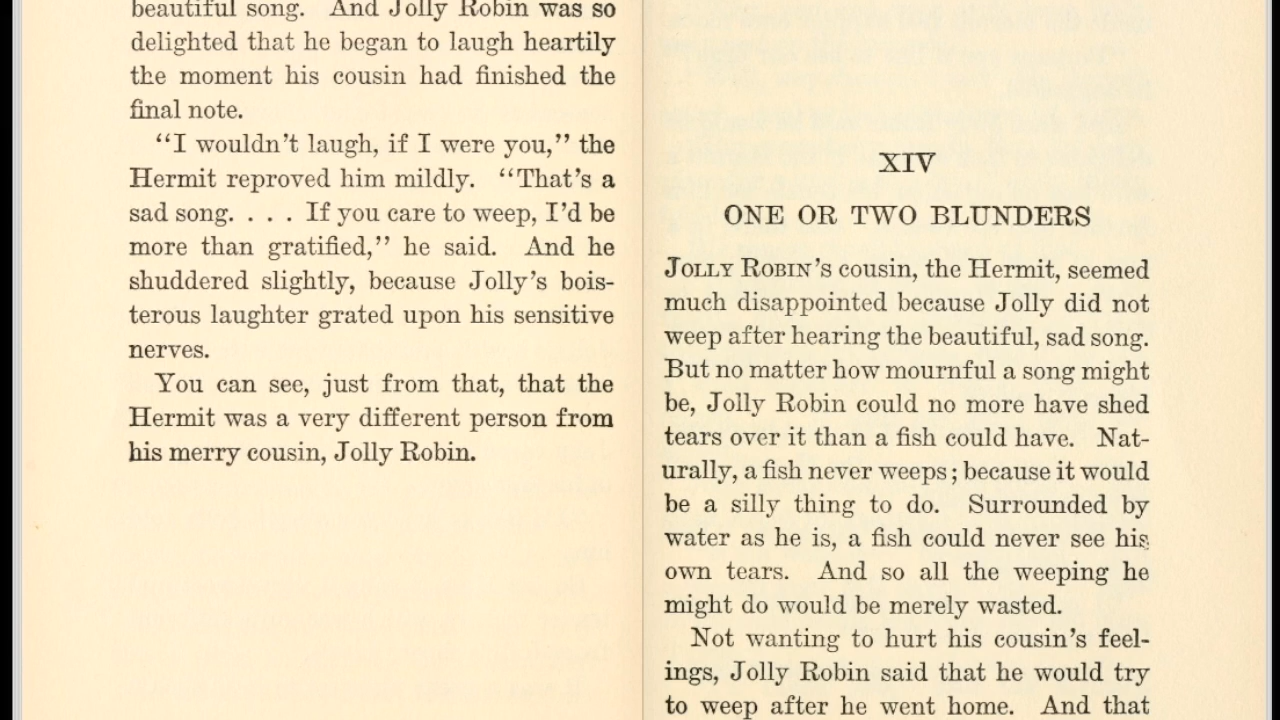 beautiful song. And Jolly Robin was so
delighted that he began to laugh heartily
the moment his cousin had finished the
final note.
“I wouldn’t laugh, if I were you,” the
Hermit reproved him mildly. “That’s a
sad song. . . . If you care to weep, I’d be
more than gratified,” he said. And he
shuddered slightly, because Jolly’s bois-
terous laughter grated upon his sensitive
nerves.
You can see, just from that, that the
Hermit was a very different person from
his merry cousin, Jolly Robin.
XIV
ONE OR TWO BLUNDERS
JOLLY ROBIN’S cousin, the Hermit, seemed
much disappointed because Jolly did not
weep after hearing the beautiful, sad song.
But no matter how mournful a song might
be, Jolly Robin could no more have shed
tears over it than a fish could have. Nat-
urally, a fish never weeps; because it would
be a silly thing to do. Surrounded by
water as he is, a fish could never see his
own tears. And so all the weeping he
might do would be merely wasted.
Not wanting to hurt his cousin’s feel-
ings, Jolly Robin said that he would try
to weep after he went home. And that